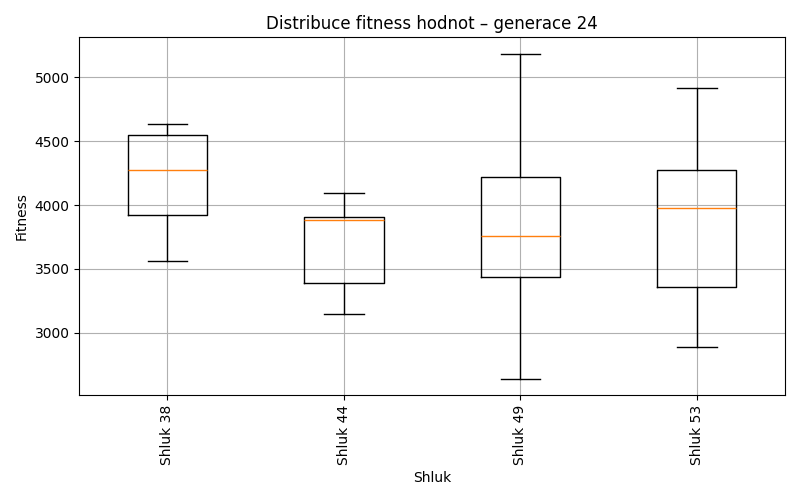 Distribuce fitness hodnot – generace 24
Fitness
5000
4500
4000
3500
3000
Shluk 38
Shluk 44
Shluk 49
Shluk 53
Shluk